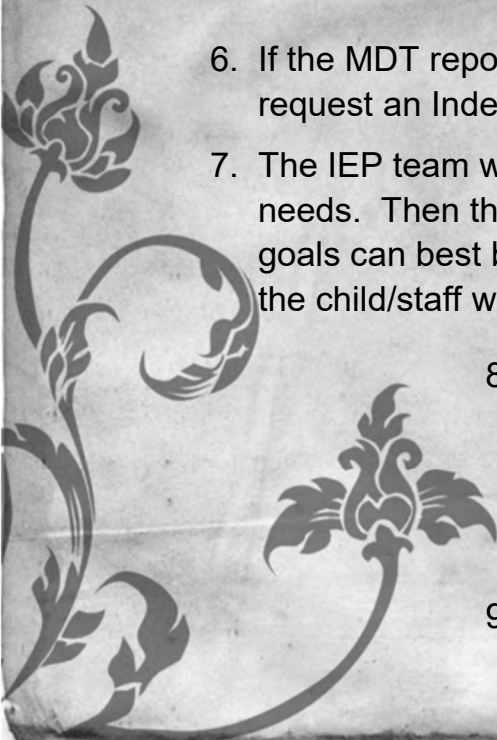 6. If the MDT repo
request an Inde
7. The IEP team w
needs. Then th
goals can best b
the child/staff w
8
9